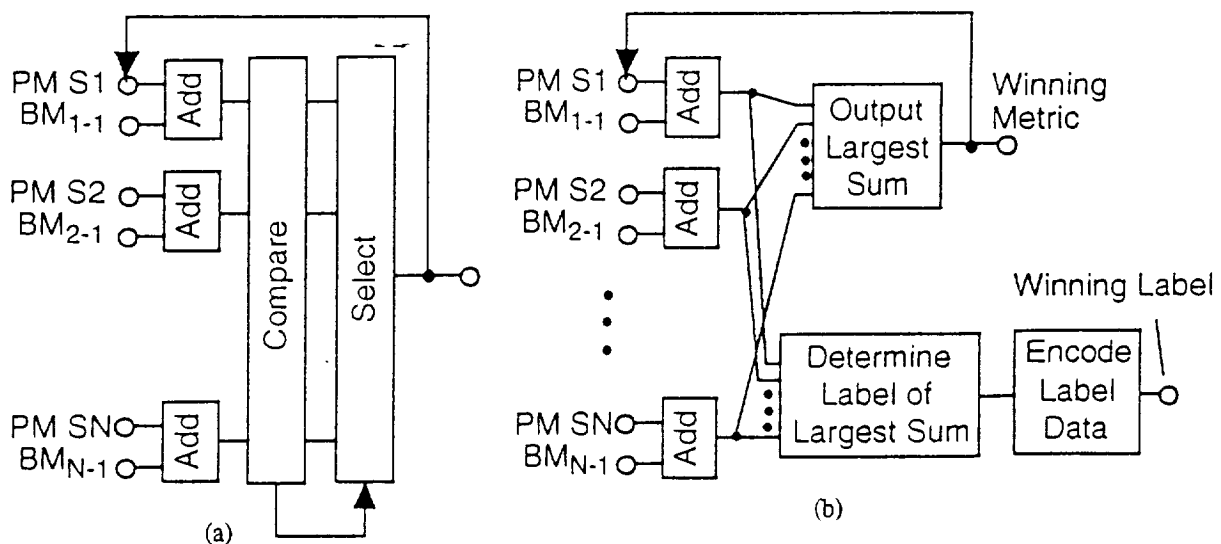 PM S1
BM1-1
Add
PM S2
BM2-1
Add
PM SN
BMN-1
Add
Compare
Select
(a)
PM S1
BM1-1
Add
PM S2
BM2-1
Add
PM SN
BMN-1
Add
Output
Largest
Sum
Winning
Metric
Determine
Label of
Largest Sum
Encode
Label
Data
Winning Label
(b)